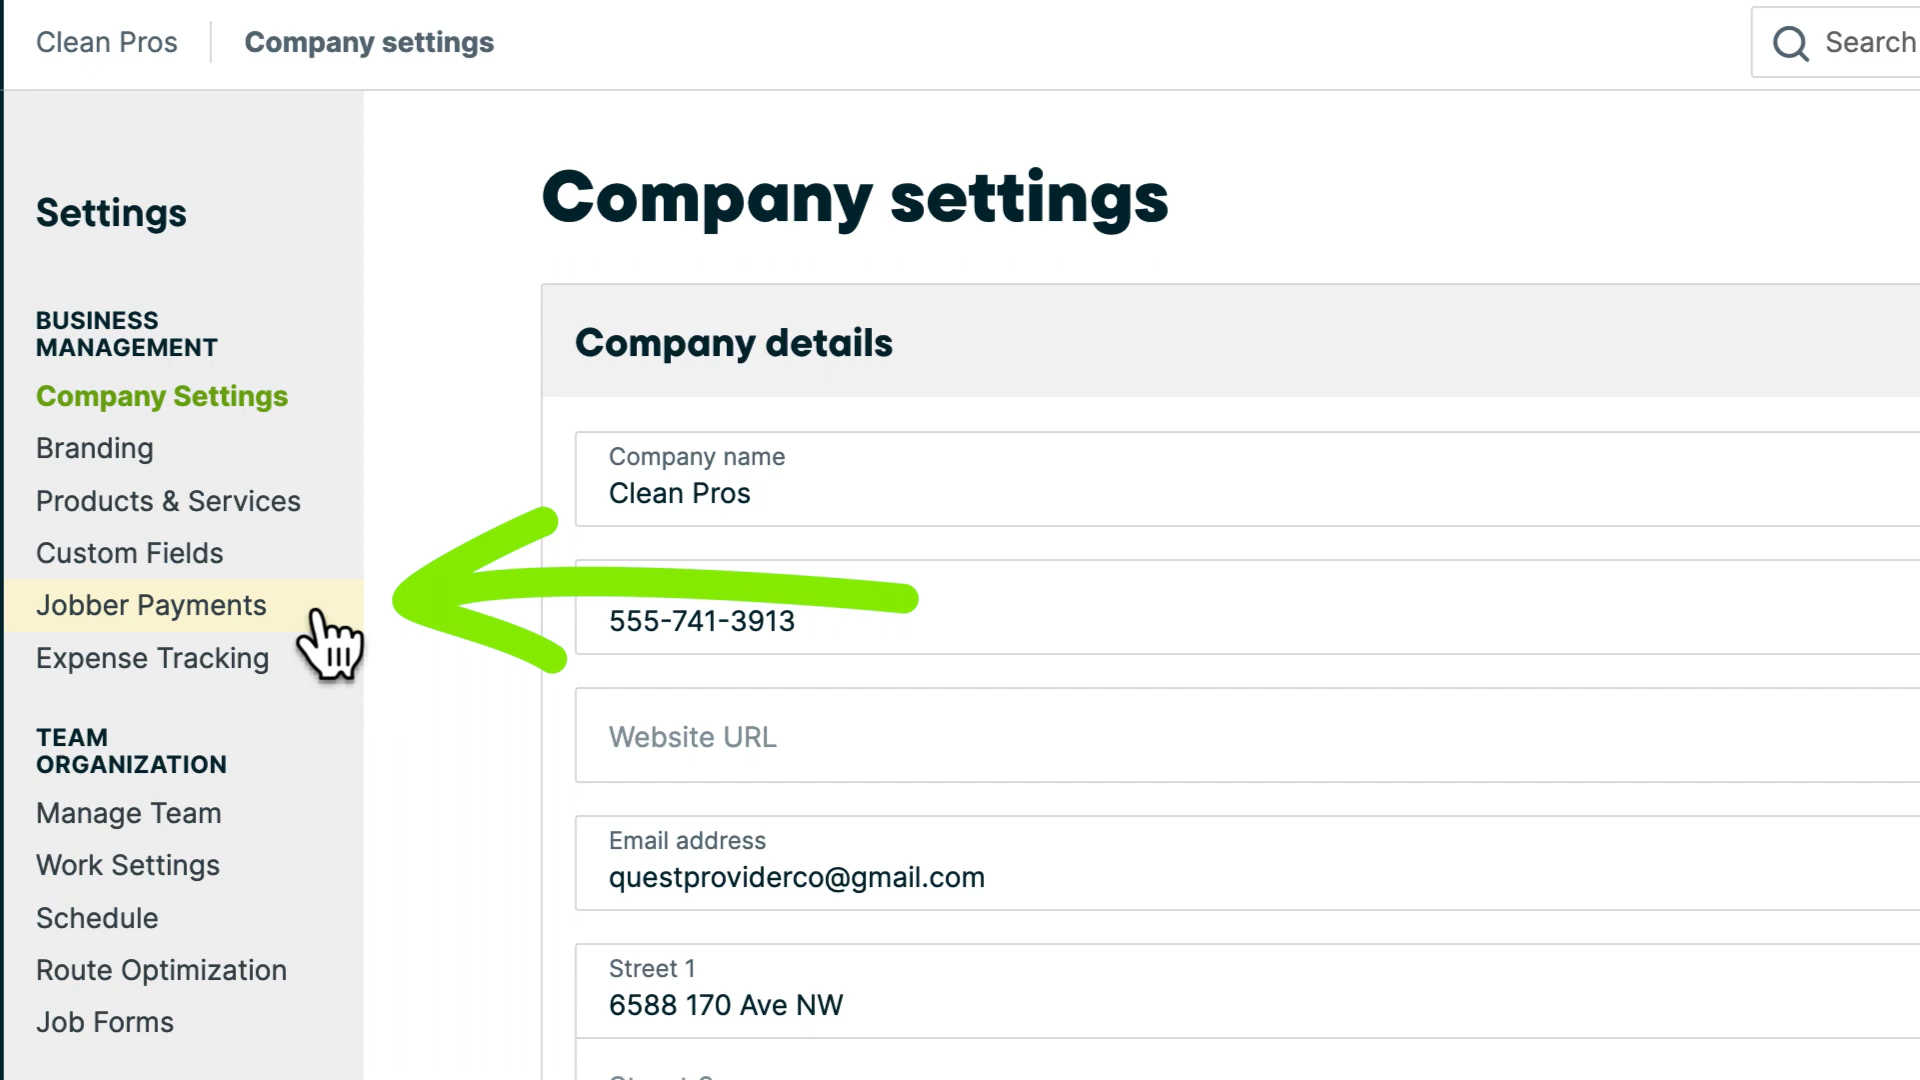 Clean Pros
Company settings
Search
Settings
BUSINESS
MANAGEMENT
Company Settings
Branding
Products & Services
Custom Fields
Jobber Payments
Expense Tracking
TEAM
ORGANIZATION
Manage Team
Work Settings
Schedule
Route Optimization
Job Forms
Company settings
Company details
Company name
Clean Pros
555-741-3913
Website URL
Email address
questproviderco@gmail.com
Street 1
6588 170 Ave NW